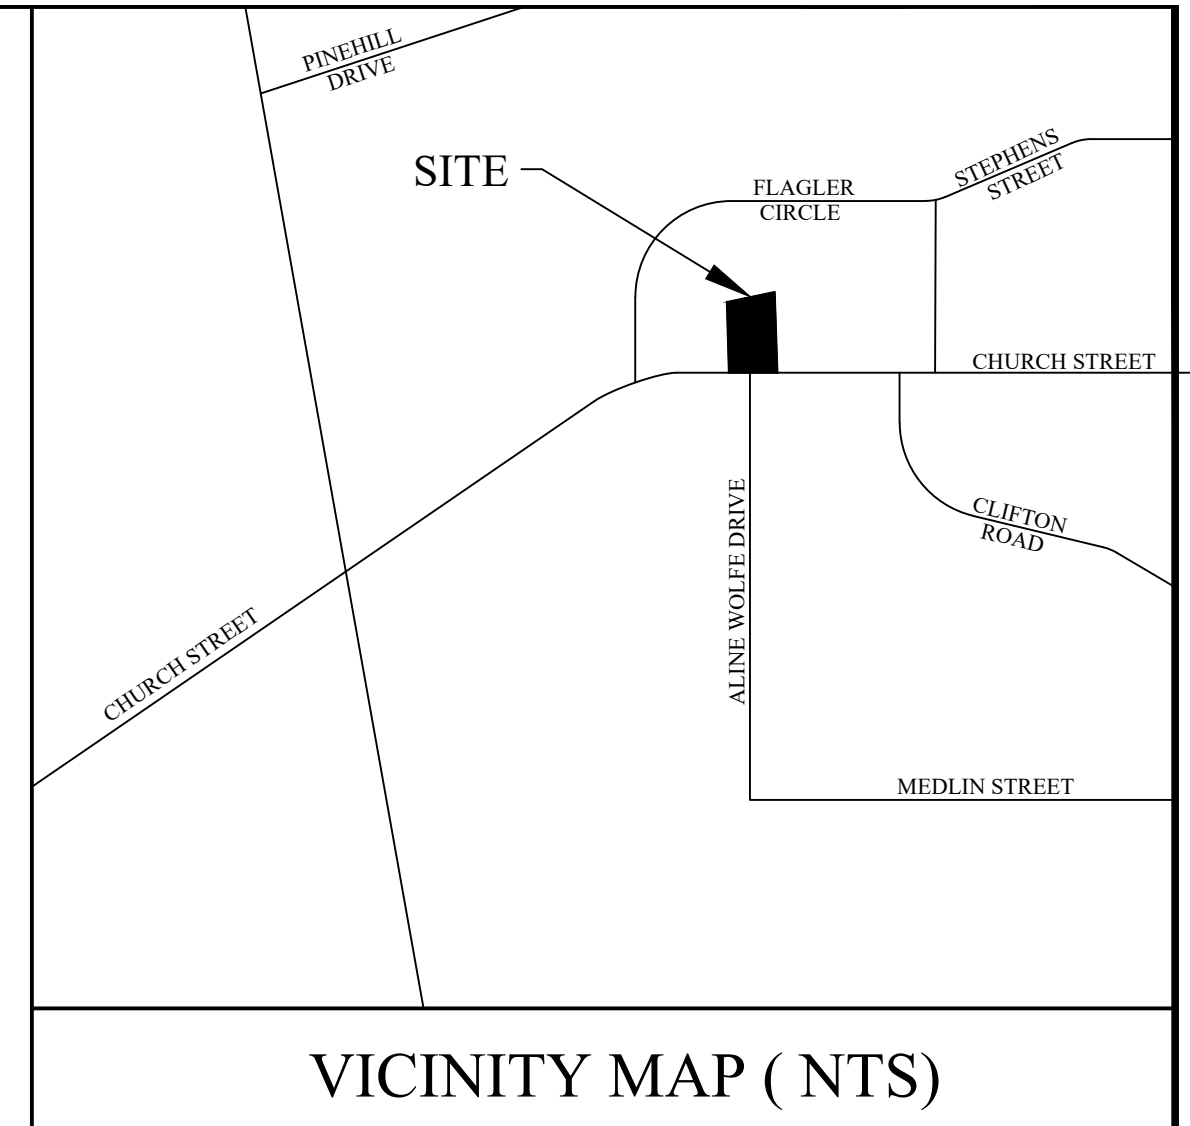 PINEHILL
DRIVE
SITE
STEPHENS
STREET
FLAGLER
CIRCLE
CHURCH STREET
ALINE WOLFE DRIVE
CLIFTON
ROAD
CHURCH STREET
MEDLIN STREET
VICINITY MAP ( NTS)